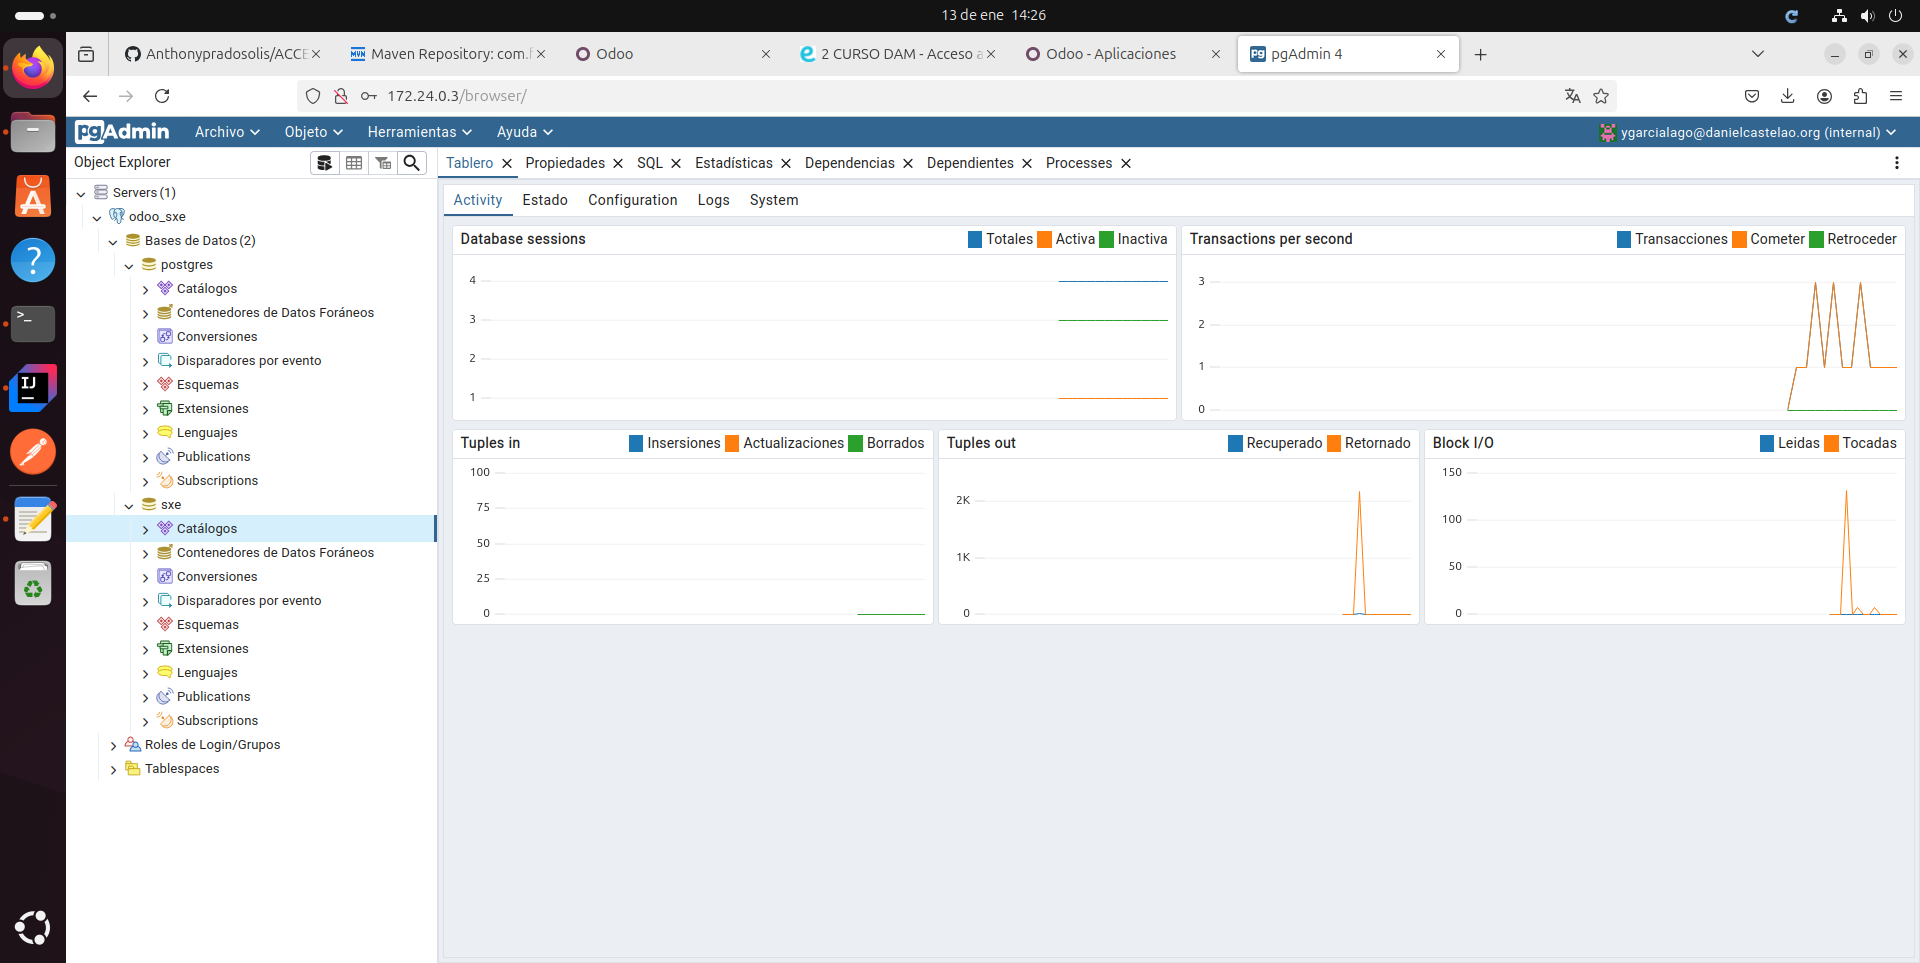 13 de ene 14:26
Anthonypradosolis/ACCE
Maven Repository: com.f
Odoo
2 CURSO DAM - Acceso a
Odoo - Aplicaciones
pgAdmin 4
172.24.0.3/browser/
pgAdmin
Archivo
Objeto
Herramientas
Ayuda
ygarcialago@danielcastelao.org (internal)
Object Explorer
Tablero
Propiedades
SQL
Estadísticas
Dependencias
Dependientes
Processes
Servers (1)
odoo_sxe
Bases de Datos (2)
postgres
Catálogos
Contenedores de Datos Foráneos
Conversiones
Disparadores por evento
Esquemas
Extensiones
Lenguajes
Publications
Subscriptions
sxe
Catálogos
Contenedores de Datos Foráneos
Conversiones
Disparadores por evento
Esquemas
Extensiones
Lenguajes
Publications
Subscriptions
Roles de Login/Grupos
Tablespaces
Activity
Estado
Configuration
Logs
System
Database sessions
Totales Activa Inactiva
4
3
2
1
Transactions per second
Transacciones Cometer Retroceder
3
2
1
0
Tuples in
Insersiones Actualizaciones Borrados
100
75
50
25
0
Tuples out
Recuperado Retornado
2K
1K
0
Block I/O
Leidas Tocadas
150
100
50
0